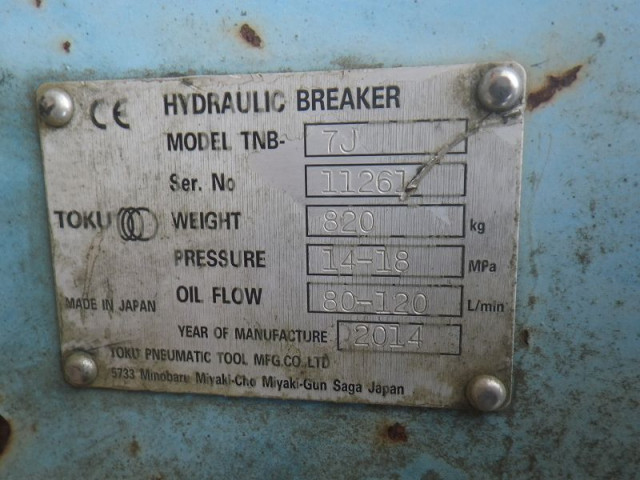 CE HYDRAULIC BREAKER
MODEL TNB- 7J
Ser. No 11261
TOKU WEIGHT 820 kg
PRESSURE 14-18 MPa
MADE IN JAPAN OIL FLOW 80-120 L/min
YEAR OF MANUFACTURE 2014
TOKU PNEUMATIC TOOL MFG.CO.LTD
5733 Minobaru Miyaki-Cho Miyaki-Gun Saga Japan